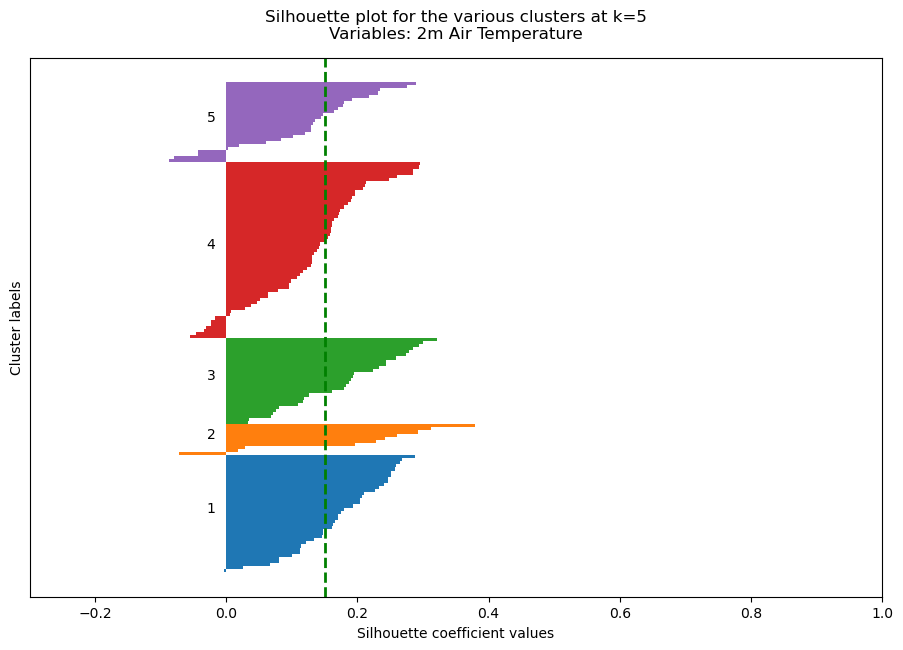 Silhouette plot for the various clusters at k=5
Variables: 2m Air Temperature
5
4
3
2
1
Cluster labels
−0.2 0.0 0.2 0.4 0.6 0.8 1.0
Silhouette coefficient values